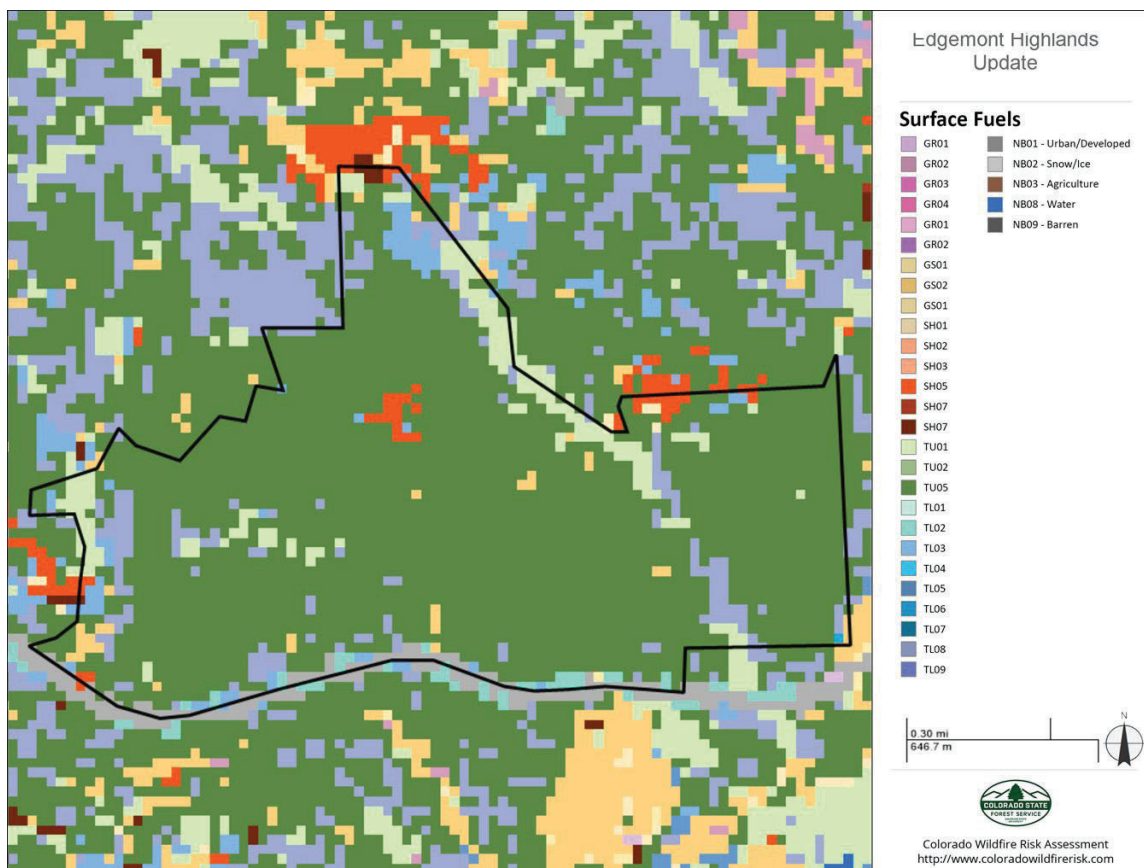 Edgemont Highlands
Update
Surface Fuels
GR01
GR02
GR03
GR04
GR01
GR02
GS01
GS02
GS01
SH01
SH02
SH03
SH05
SH07
SH07
TU01
TU02
TU05
TL01
TL02
TL03
TL04
TL05
TL06
TL07
TL08
TL09
NB01 - Urban/Developed
NB02 - Snow/Ice
NB03 - Agriculture
NB08 - Water
NB09 - Barren
0.30 mi
646.7 m
N
COLORADO STATE
FOREST SERVICE
Colorado Wildfire Risk Assessment
http://www.coloradowildfirerisk.com